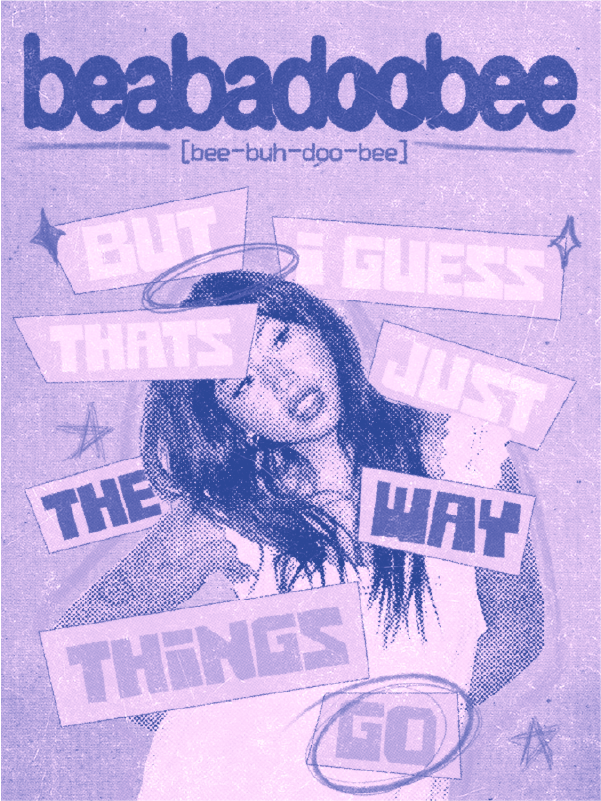 beabadoobee
[bee-buh-doo-bee]
BUT
i GUESS
THATS
JUST
THE
WAY
THiNGS
GO